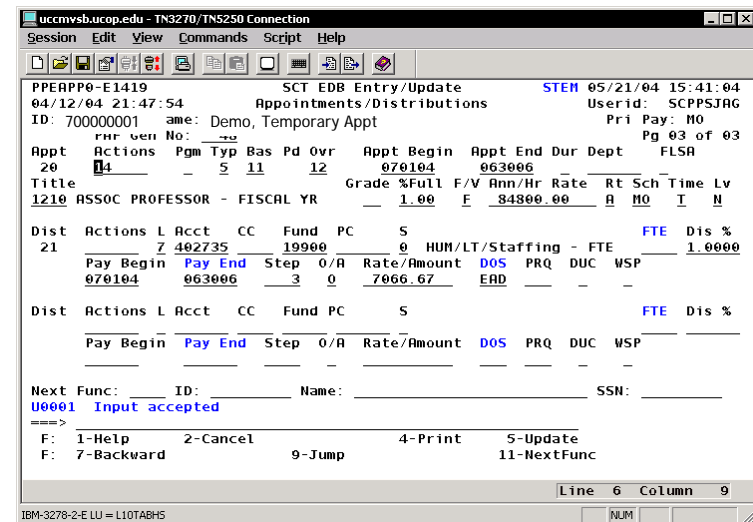 uccmvsb.ucop.edu - TN3270/TN5250 Connection
Session Edit View Commands Script Help
PPEAPP0-E1419 SCT EDB Entry/Update STEM 05/21/04 15:41:04
04/12/04 21:47:54 Appointments/Distributions Userid: SCPPSJAG
ID: 700000001 ame: Demo, Temporary Appt Pri Pay: MO
PAF Gen No: 48 Pg 03 of 03
Appt Actions Pgm Typ Bas Pd Ovr Appt Begin Appt End Dur Dept FLSA
20 14 _ 5 11 12 070104 063006
Title Grade %Full F/V Ann/Hr Rate Rt Sch Time Lv
1210 ASSOC PROFESSOR - FISCAL YR __ 1.00 F 84800.00 A MO T N
Dist Actions L Acct CC Fund PC S FTE Dis %
21 7 402735 19900 0 HUM/LT/Staffing - FTE 1.0000
Pay Begin Pay End Step O/A Rate/Amount DOS PRQ DUC WSP
070104 063006 3 0 7066.67 EAD
Dist Actions L Acct CC Fund PC S FTE Dis %
Pay Begin Pay End Step O/A Rate/Amount DOS PRQ DUC WSP
Next Func: ____ ID: _________ Name: __________________________ SSN: _________
U0001 Input accepted
===>
F: 1-Help 2-Cancel 4-Print 5-Update
F: 7-Backward 9-Jump 11-NextFunc
Line 6 Column 9
IBM-3278-2-E LU = L10TABHS NUM